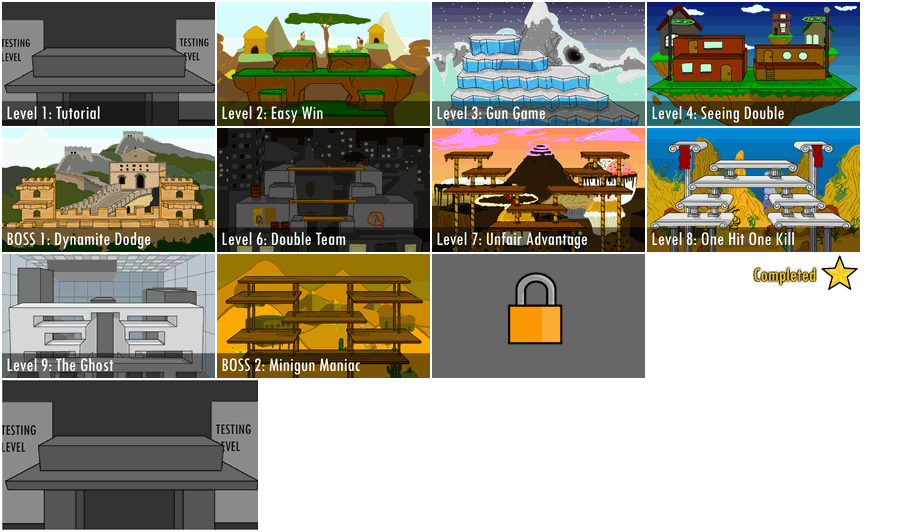 TESTING
LEVEL
TESTING
LEVEL
Level 1: Tutorial
Level 2: Easy Win
Level 3: Gun Game
Level 4: Seeing Double
BOSS 1: Dynamite Dodge
Level 6: Double Team
Level 7: Unfair Advantage
Level 8: One Hit One Kill
Level 9: The Ghost
BOSS 2: Minigun Maniac
Completed
TESTING
LEVEL
TESTING
LEVEL